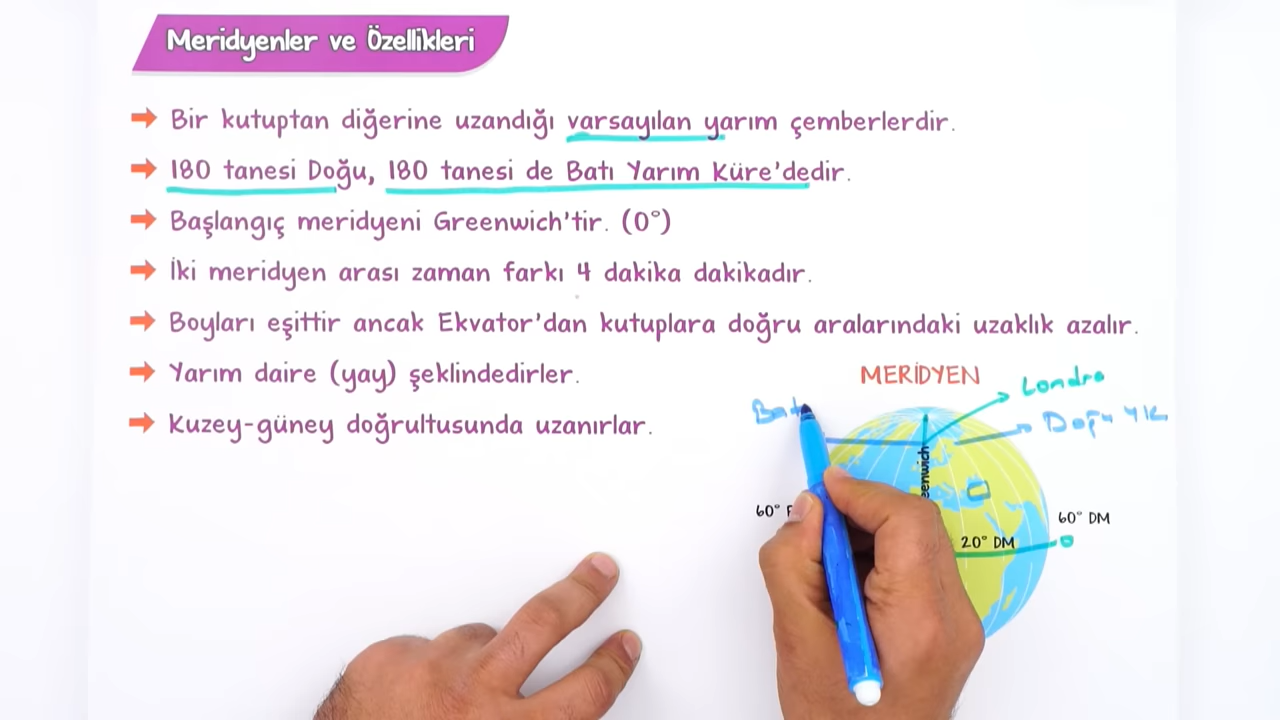 Meridyenler ve Özellikleri
Bir kutuptan diğerine uzandığı varsayılan yarım çemberlerdir.
180 tanesi Doğu, 180 tanesi de Batı Yarım Küre'dedir.
Başlangıç meridyeni Greenwich'tir. (0°)
İki meridyen arası zaman farkı 4 dakika dakikadır.
Boyları eşittir ancak Ekvator'dan kutuplara doğru aralarındaki uzaklık azalır.
Yarım daire (yay) şeklindedirler.
Kuzey-güney doğrultusunda uzanırlar.
MERİDYEN
Londra
Bat
Doğu YK
eenwich
60°
60° DM
20° DM